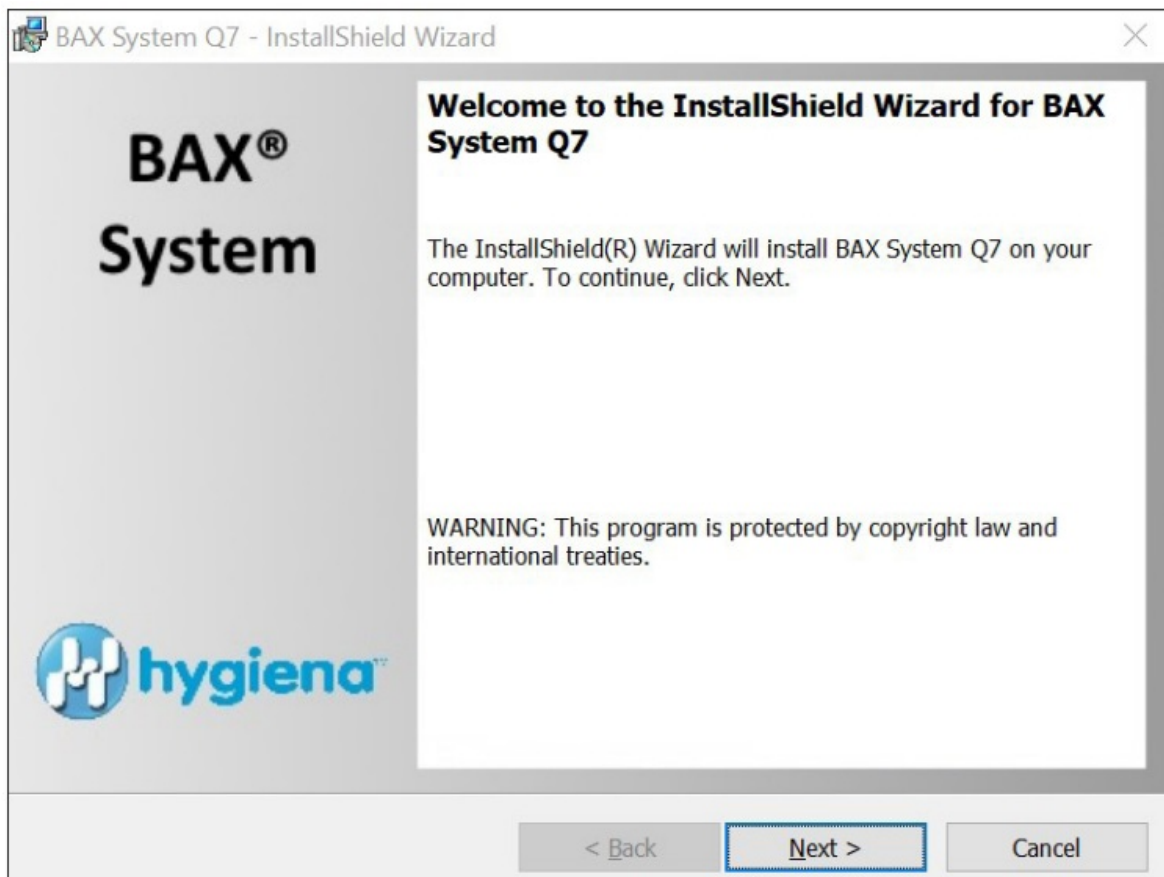 BAX System Q7 - InstallShield Wizard
BAX®
System
Welcome to the InstallShield Wizard for BAX
System Q7
The InstallShield(R) Wizard will install BAX System Q7 on your
computer. To continue, click Next.
WARNING: This program is protected by copyright law and
international treaties.
hygiena™
< Back
Next >
Cancel